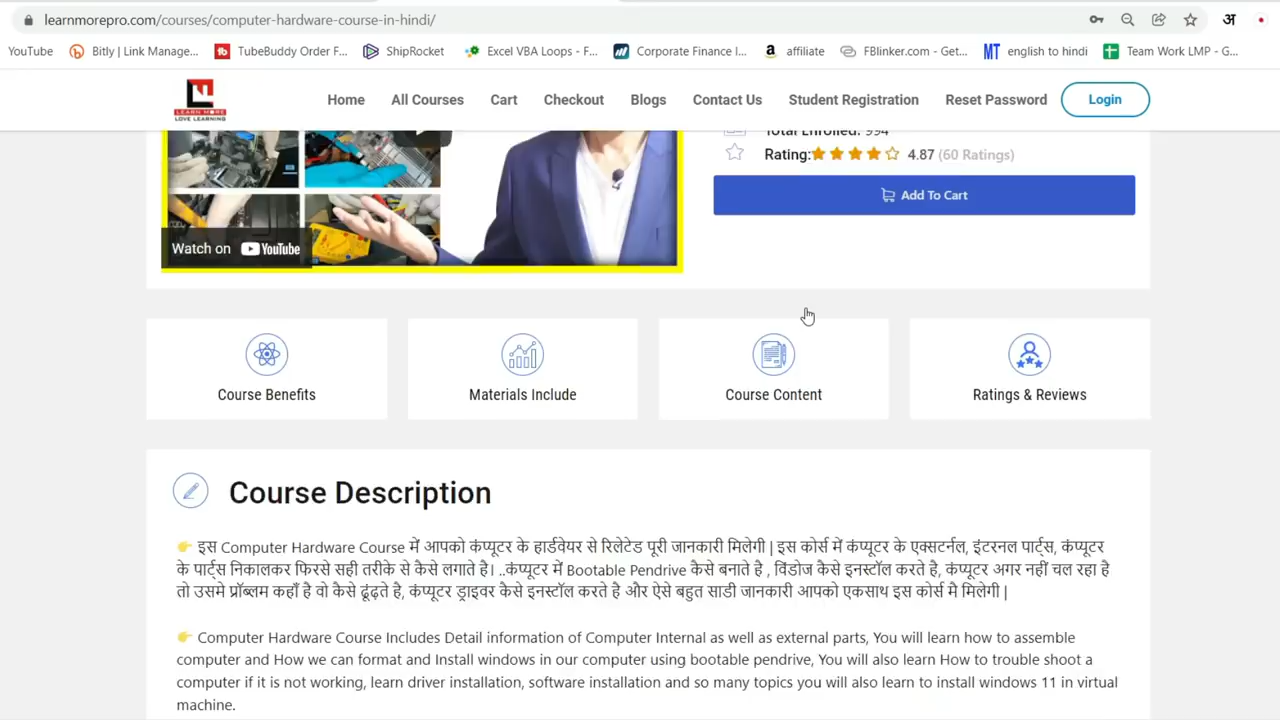 learnmorepro.com/courses/computer-hardware-course-in-hindi/
अ
YouTube
Bitly | Link Manage...
TubeBuddy Order F...
ShipRocket
Excel VBA Loops - F...
Corporate Finance I...
affiliate
FBlinker.com - Get...
MT english to hindi
Team Work LMP - G...
LEARN MORE
LOVE LEARNING
Home
All Courses
Cart
Checkout
Blogs
Contact Us
Student Registration
Reset Password
Login
Total Enrolled: 994
Rating: 4.87 (60 Ratings)
Add To Cart
Watch on YouTube
Course Benefits
Materials Include
Course Content
Ratings & Reviews
Course Description
👉 इस Computer Hardware Course में आपको कंप्यूटर के हार्डवेयर से रिलेटेड पूरी जानकारी मिलेगी | इस कोर्स में कंप्यूटर के एक्सटर्नल, इंटरनल पार्ट्स, कंप्यूटर
के पार्ट्स निकालकर फिरसे सही तरीके से कैसे लगाते है। ..कंप्यूटर में Bootable Pendrive कैसे बनाते है , विंडोज कैसे इनस्टॉल करते है, कंप्यूटर अगर नहीं चल रहा है
तो उसमे प्रॉब्लम कहाँ है वो कैसे ढूंढ़ते है, कंप्यूटर ड्राइवर कैसे इनस्टॉल करते है और ऐसे बहुत साडी जानकारी आपको एकसाथ इस कोर्स मै मिलेगी |
👉 Computer Hardware Course Includes Detail information of Computer Internal as well as external parts, You will learn how to assemble
computer and How we can format and Install windows in our computer using bootable pendrive, You will also learn How to trouble shoot a
computer if it is not working, learn driver installation, software installation and so many topics you will also learn to install windows 11 in virtual
machine.